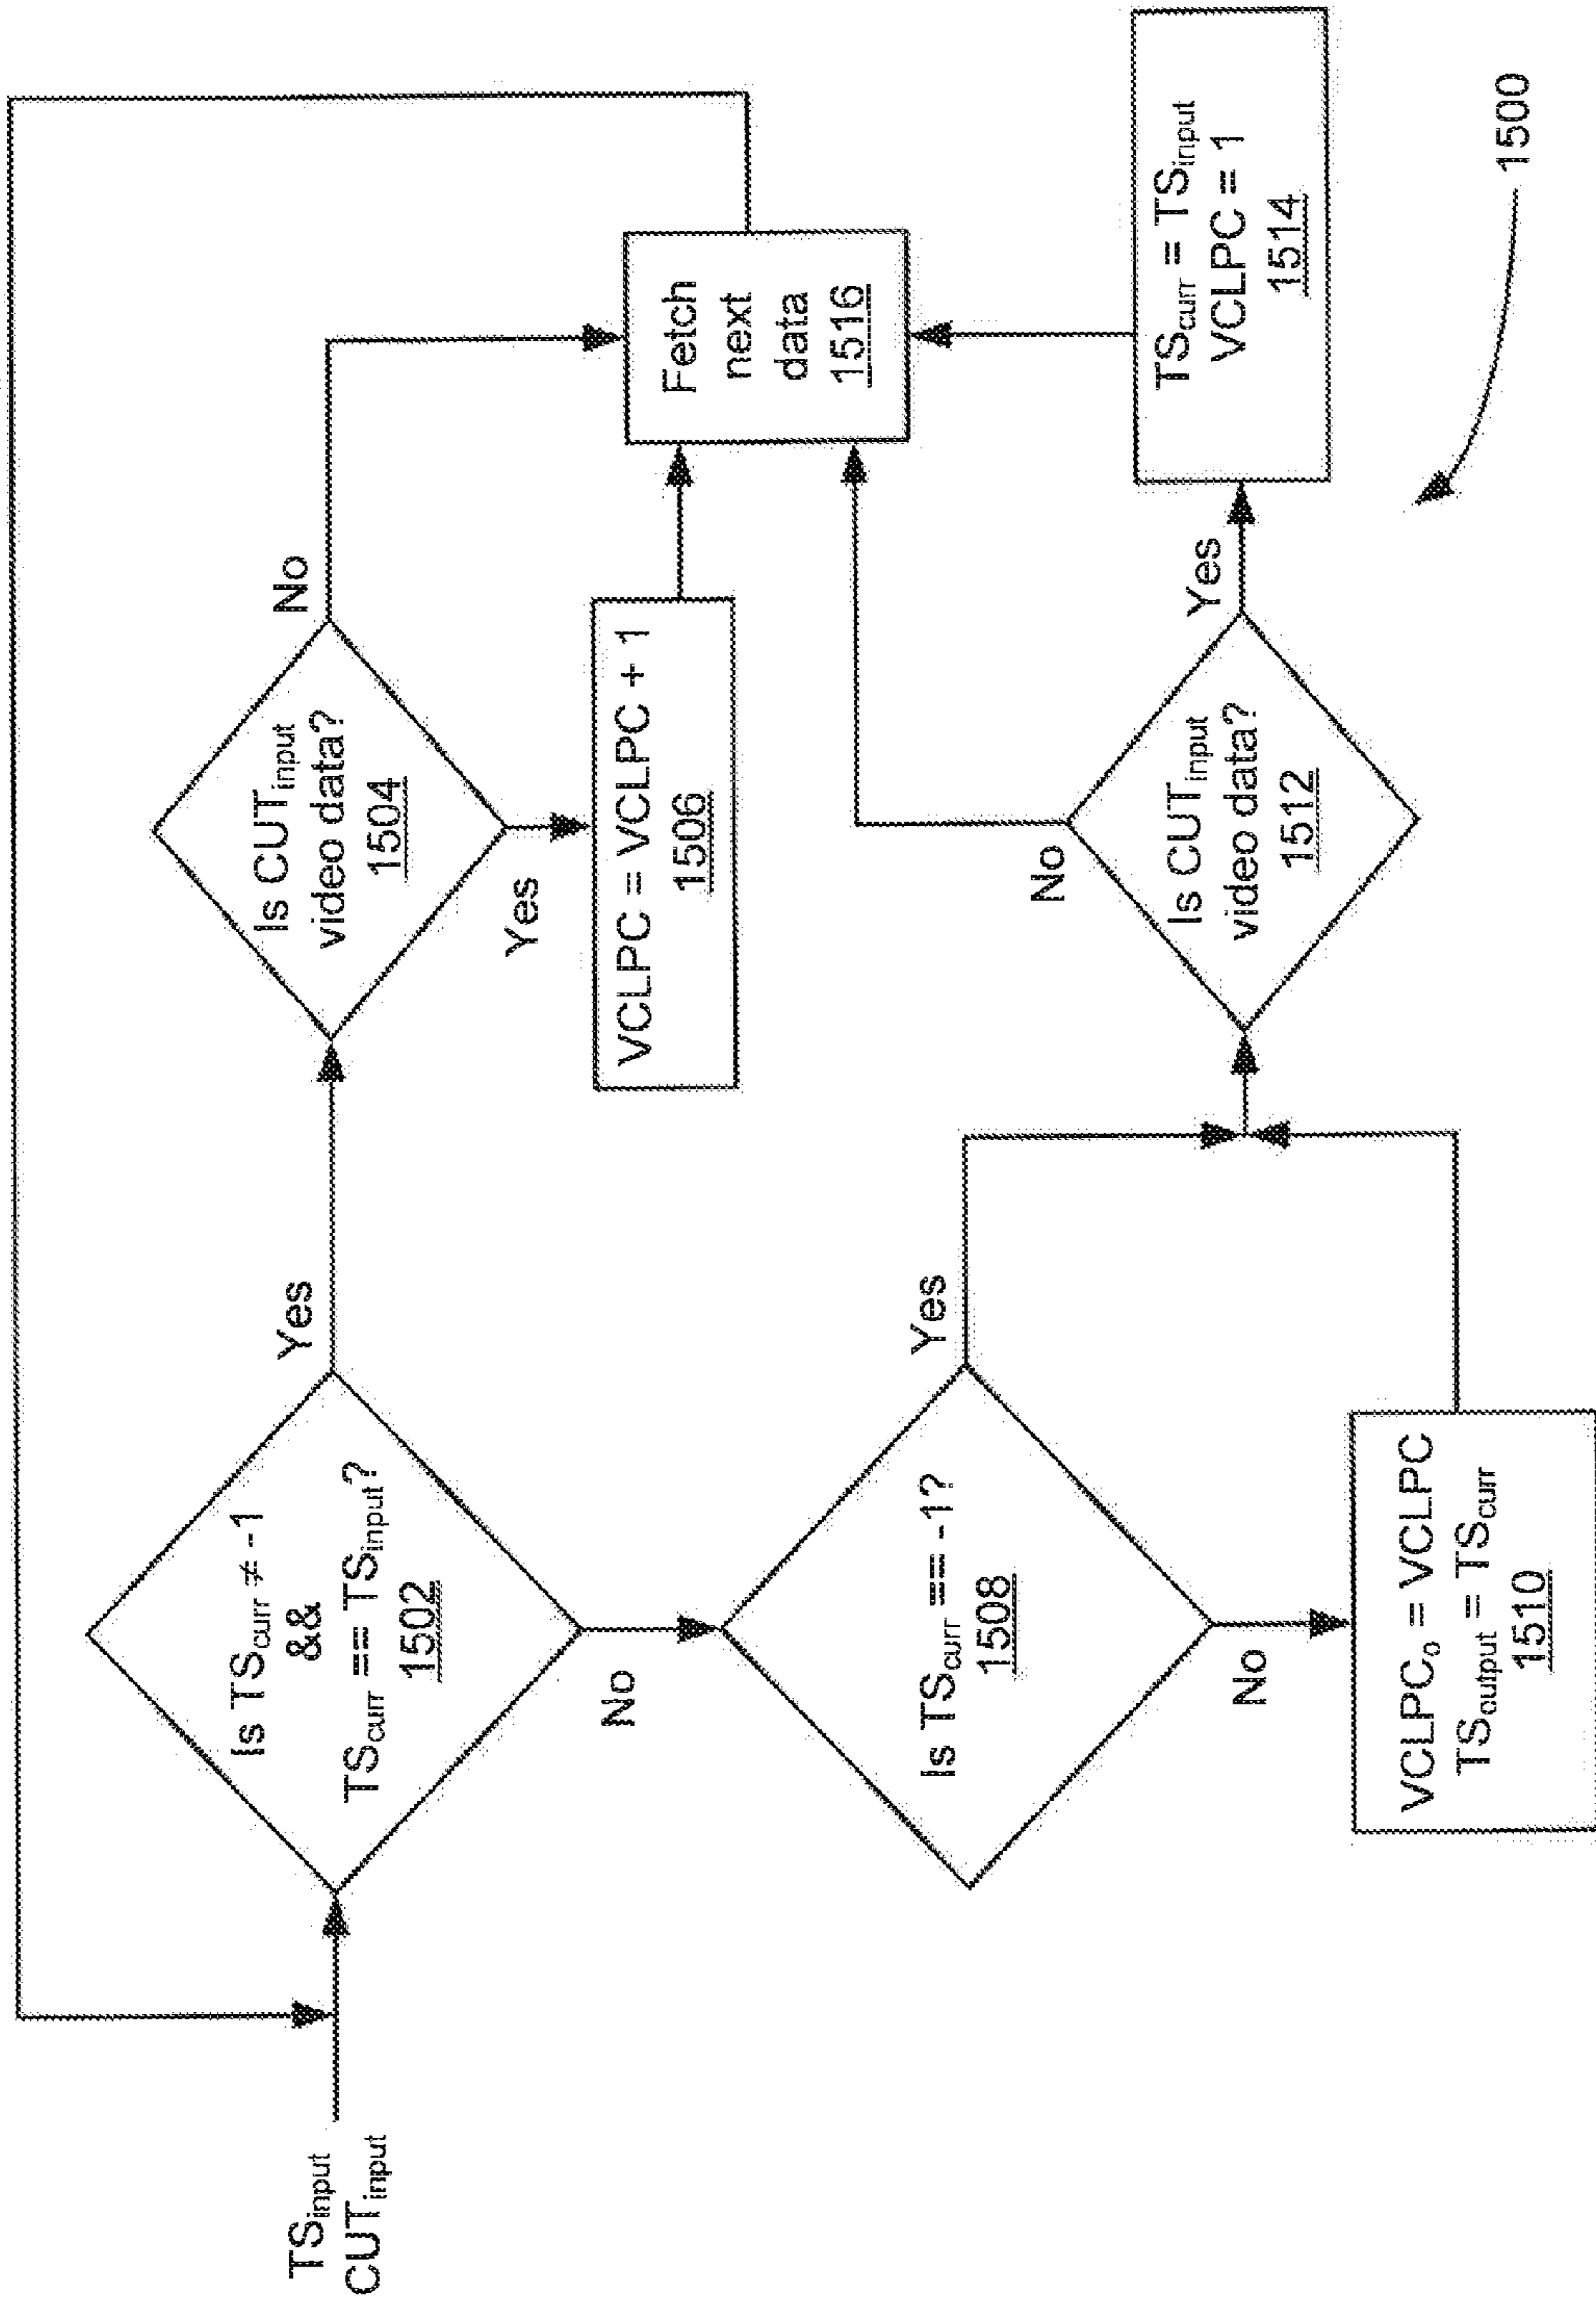 TSinput
CUTinput
Is TScurr ≠ -1
&&
TScurr == TSinput?
1502
Yes
No
Is CUTinput
video data?
1504
No
Yes
VCLPC = VCLPC + 1
1506
Fetch
next
data
1516
Is TScurr == -1?
1508
Yes
No
VCLPCo = VCLPC
TSoutput = TScurr
1510
Is CUTinput
video data?
1512
No
Yes
TScurr = TSinput
VCLPC = 1
1514
1500